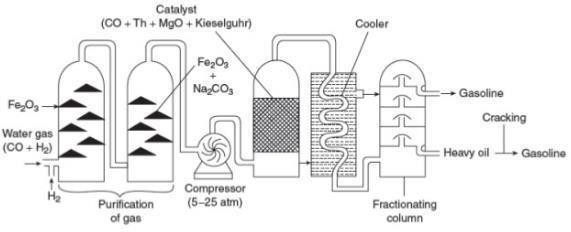 Catalyst
(CO + Th + MgO + Kieselguhr)
Cooler
Fe₂O₃
+
Na₂CO₃
Fe₂O₃
Gasoline
Cracking
Water gas
(CO + H₂)
Heavy oil
Gasoline
H₂
Purification
of gas
Compressor
(5–25 atm)
Fractionating
column